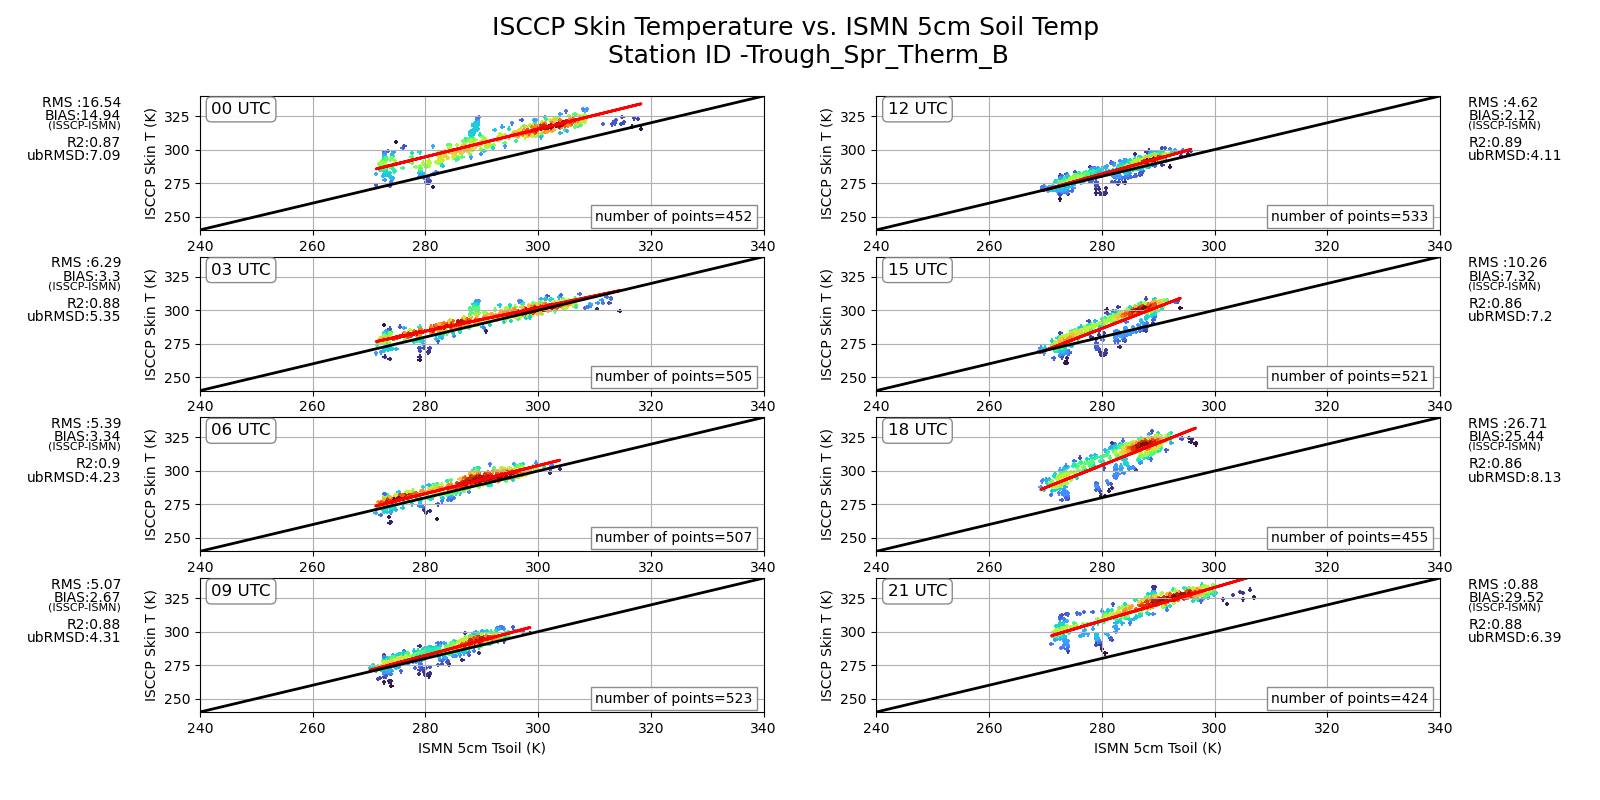 ISCCP Skin Temperature vs. ISMN 5cm Soil Temp
Station ID -Trough_Spr_Therm_B
RMS :16.54
BIAS:14.94
(ISSCP-ISMN)
R2:0.87
ubRMSD:7.09
ISCCP Skin T (K)
325
300
275
250
00 UTC
number of points=452
240 260 280 300 320 340
ISCCP Skin T (K)
325
300
275
250
12 UTC
number of points=533
240 260 280 300 320 340
RMS :4.62
BIAS:2.12
(ISSCP-ISMN)
R2:0.89
ubRMSD:4.11
RMS :6.29
BIAS:3.3
(ISSCP-ISMN)
R2:0.88
ubRMSD:5.35
ISCCP Skin T (K)
325
300
275
250
03 UTC
number of points=505
240 260 280 300 320 340
ISCCP Skin T (K)
325
300
275
250
15 UTC
number of points=521
240 260 280 300 320 340
RMS :10.26
BIAS:7.32
(ISSCP-ISMN)
R2:0.86
ubRMSD:7.2
RMS :5.39
BIAS:3.34
(ISSCP-ISMN)
R2:0.9
ubRMSD:4.23
ISCCP Skin T (K)
325
300
275
250
06 UTC
number of points=507
240 260 280 300 320 340
ISCCP Skin T (K)
325
300
275
250
18 UTC
number of points=455
240 260 280 300 320 340
RMS :26.71
BIAS:25.44
(ISSCP-ISMN)
R2:0.86
ubRMSD:8.13
RMS :5.07
BIAS:2.67
(ISSCP-ISMN)
R2:0.88
ubRMSD:4.31
ISCCP Skin T (K)
325
300
275
250
09 UTC
number of points=523
240 260 280 300 320 340
ISMN 5cm Tsoil (K)
ISCCP Skin T (K)
325
300
275
250
21 UTC
number of points=424
240 260 280 300 320 340
ISMN 5cm Tsoil (K)
RMS :0.88
BIAS:29.52
(ISSCP-ISMN)
R2:0.88
ubRMSD:6.39